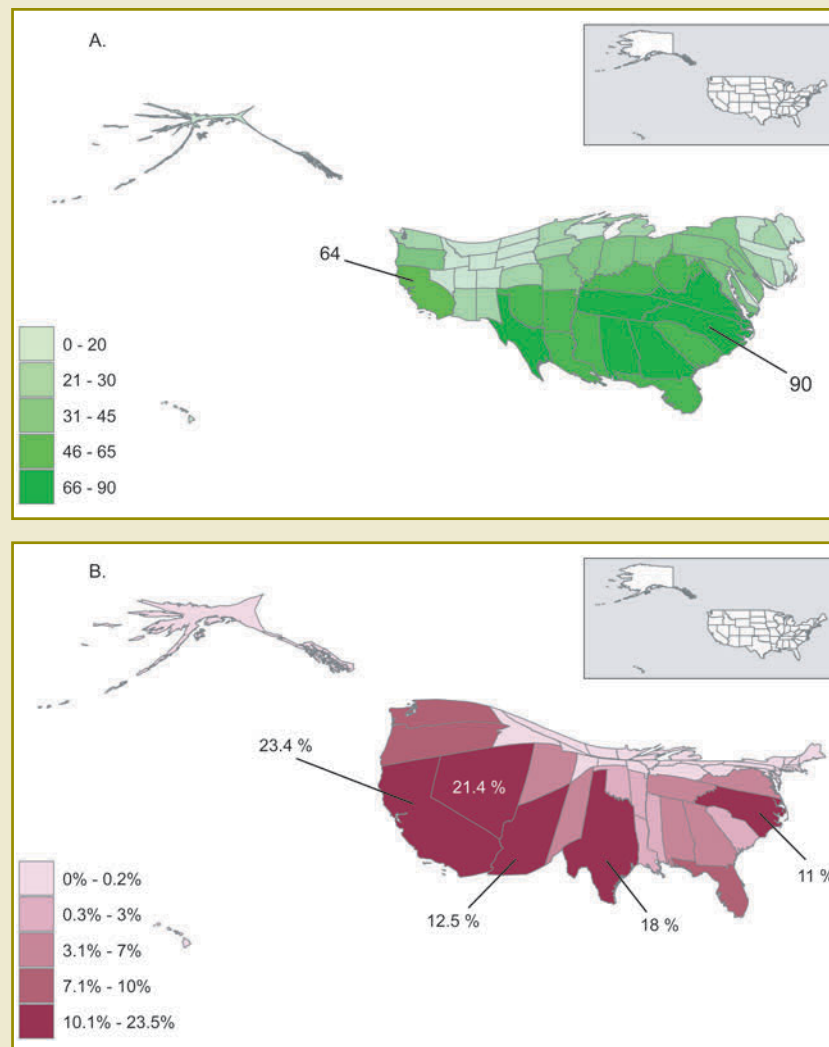 A.
64
90
0 - 20
21 - 30
31 - 45
46 - 65
66 - 90
B.
23.4 %
21.4 %
11 %
12.5 %
18 %
0% - 0.2%
0.3% - 3%
3.1% - 7%
7.1% - 10%
10.1% - 23.5%